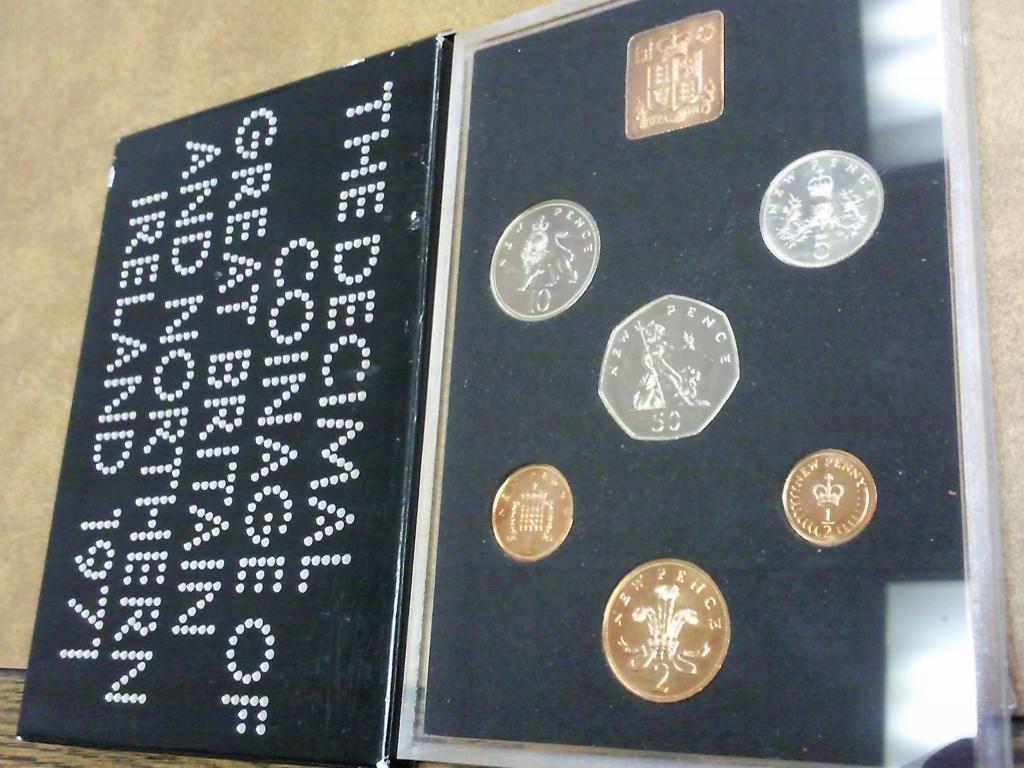 THE DECIMAL
COINAGE OF
GREAT BRITAIN
AND NORTHERN
IRELAND 1971
NEW PENCE
10
NEW PENCE
5
NEW PENCE
50
NEW PENNY
1/2
NEW PENCE
2